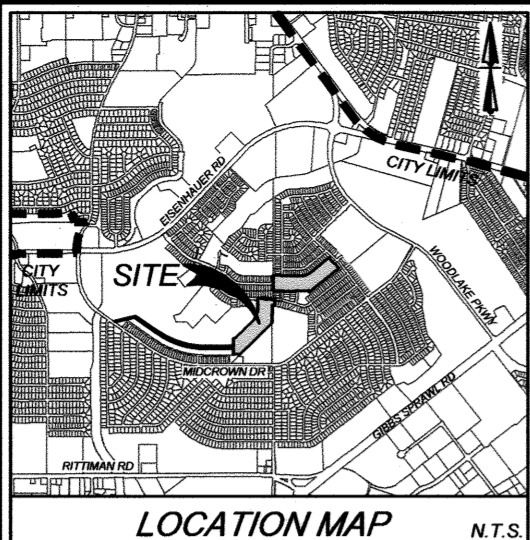 CITY LIMITS
EISENHAUER RD
CITY
LIMITS
SITE
WOODLAKE PKWY
MIDCROWN DR
GIBBS SPRAWL RD
RITTIMAN RD
LOCATION MAP
N.T.S.